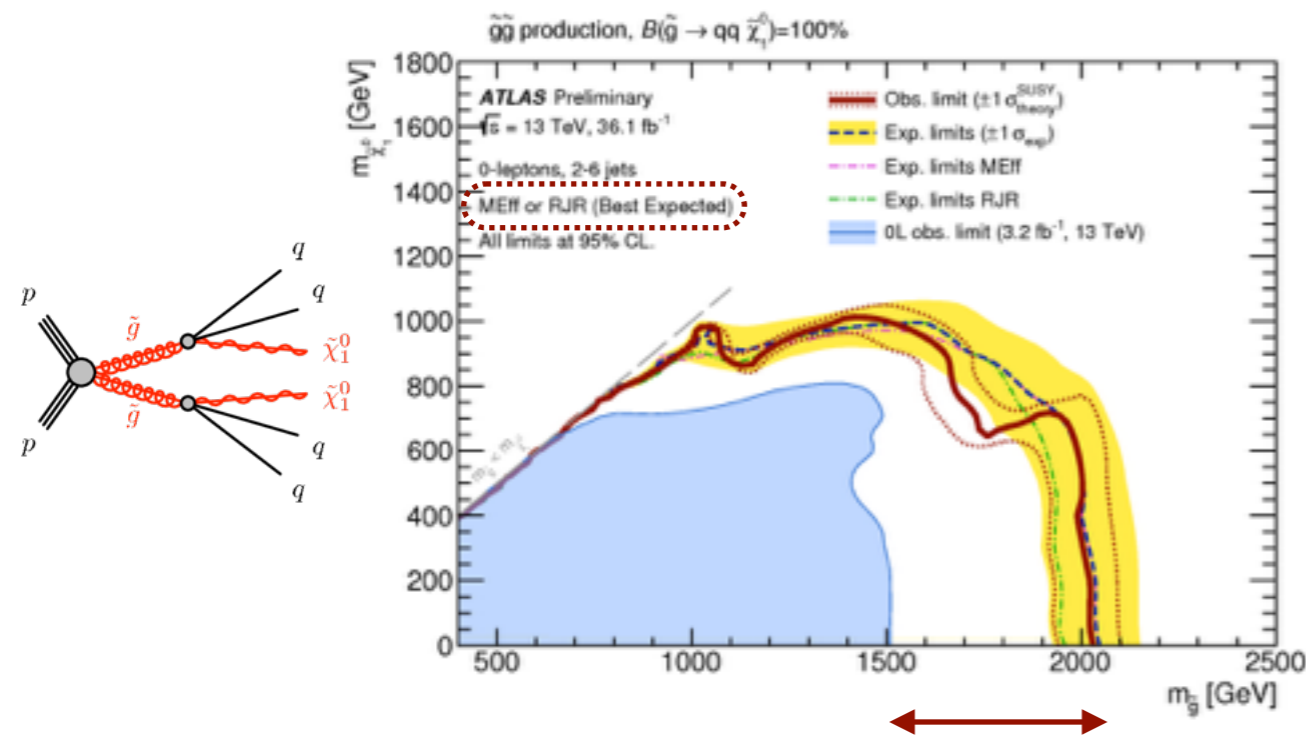 g̃g̃ production, B(g̃ → qq χ̃₁⁰)=100%
m_χ̃₁⁰ [GeV]
1800
1600
1400
1200
1000
800
600
400
200
0
ATLAS Preliminary
√s = 13 TeV, 36.1 fb⁻¹
0-leptons, 2-6 jets
MEff or RJR (Best Expected)
All limits at 95% CL.
Obs. limit (±1 σ^SUSY_theory)
Exp. limits (±1 σ_exp)
Exp. limits MEff
Exp. limits RJR
0L obs. limit (3.2 fb⁻¹, 13 TeV)
m_g̃ < m_χ̃₁⁰
500
1000
1500
2000
2500
m_g̃ [GeV]
p
p
g̃
g̃
q
q
χ̃₁⁰
χ̃₁⁰
q
q